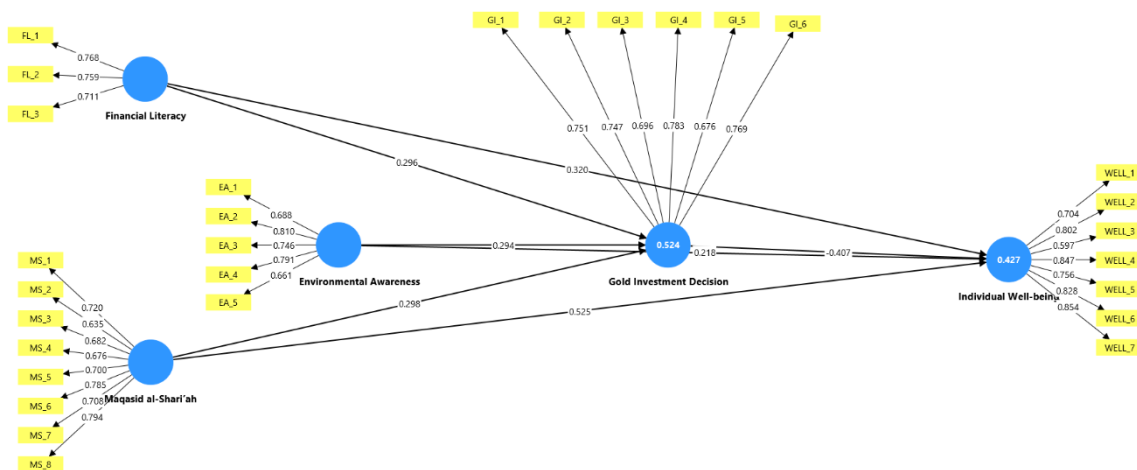 GI_1 GI_2 GI_3 GI_4 GI_5 GI_6
FL_1
0.768
FL_2
0.759
0.711
FL_3
Financial Literacy
0.751 0.747 0.696 0.783 0.676 0.769
0.296
0.320
EA_1
0.688
EA_2
0.810
EA_3
0.746
EA_4
0.791
EA_5
0.661
Environmental Awareness
0.294
0.524
0.218
-0.407
Gold Investment Decision
0.298
0.525
WELL_1
0.704
WELL_2
0.802
WELL_3
0.597
0.427
WELL_4
0.847
WELL_5
0.756
WELL_6
0.828
WELL_7
0.854
Individual Well-being
MS_1
0.720
MS_2
0.635
MS_3
0.682
MS_4
0.676
MS_5
0.700
MS_6
0.785
MS_7
0.708
MS_8
0.794
Maqasid al-Shari'ah